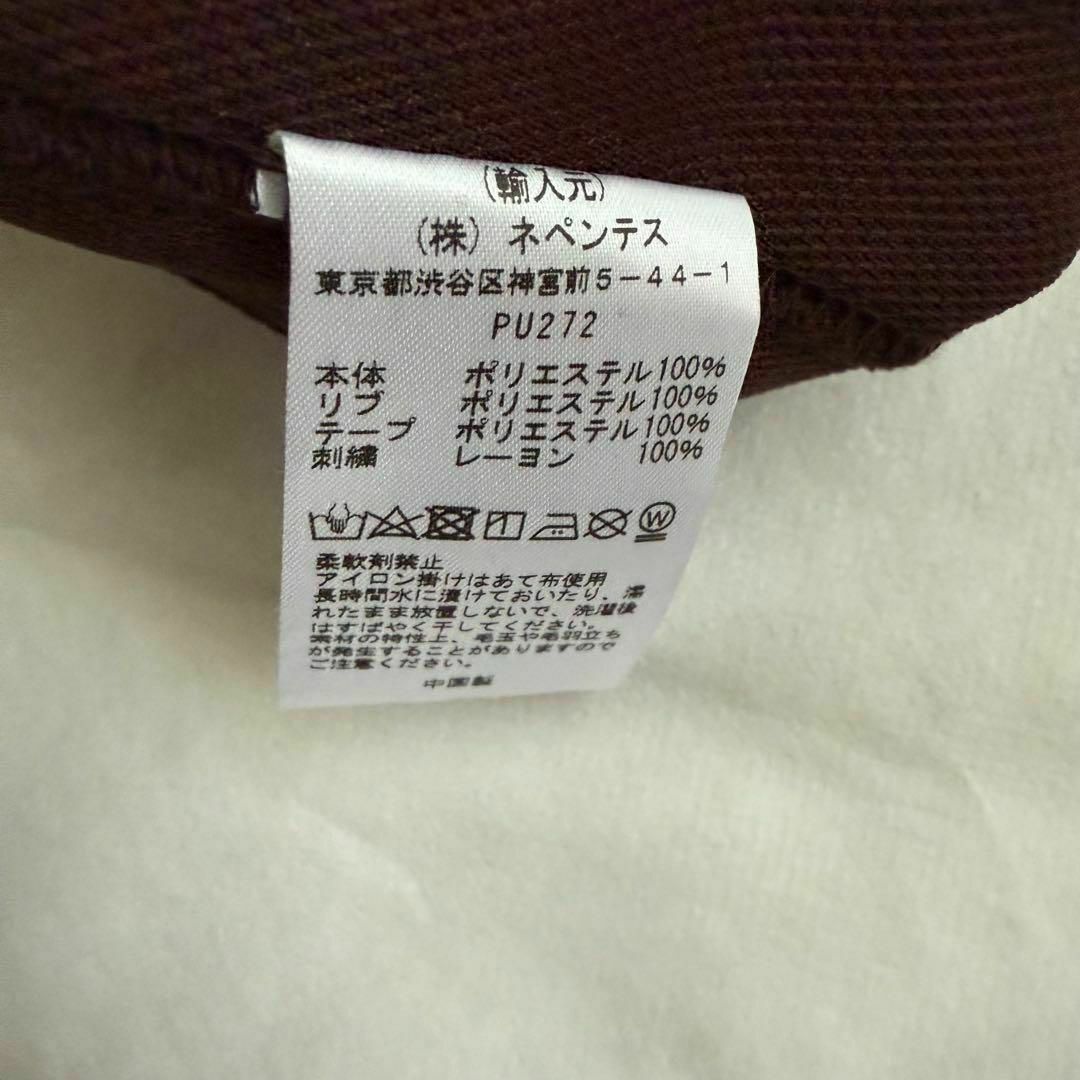 (輸入元)
(株) ネペンテス
東京都渋谷区神宮前5-44-1
PU272
本体 ポリエステル100%
リブ ポリエステル100%
テープ ポリエステル100%
刺繍 レーヨン 100%
W
柔軟剤禁止
アイロン掛けはあて布使用
長時間水に漬けておいたり、濡
れたまま放置しないで、洗濯後
はすばやく干してください。
素材の特性上、毛玉や毛羽立ち
が発生することがありますので
ご注意ください。
中国製